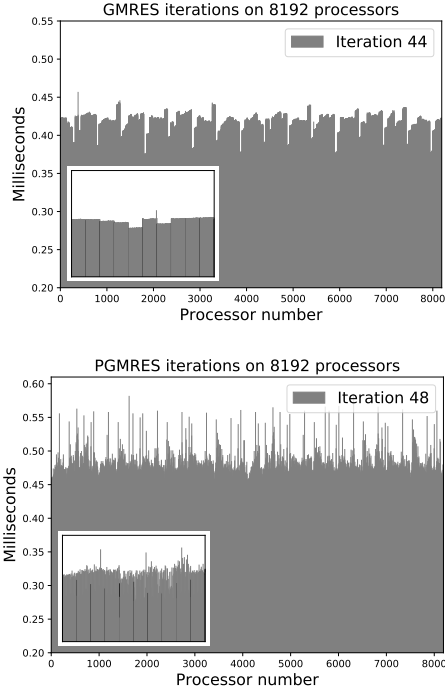 GMRES iterations on 8192 processors
0.55
0.50
0.45
0.40
0.35
0.30
0.25
0.20
Milliseconds
Iteration 44
0 1000 2000 3000 4000 5000 6000 7000 8000
Processor number
PGMRES iterations on 8192 processors
0.60
0.55
0.50
0.45
0.40
0.35
0.30
0.25
0.20
Milliseconds
Iteration 48
0 1000 2000 3000 4000 5000 6000 7000 8000
Processor number